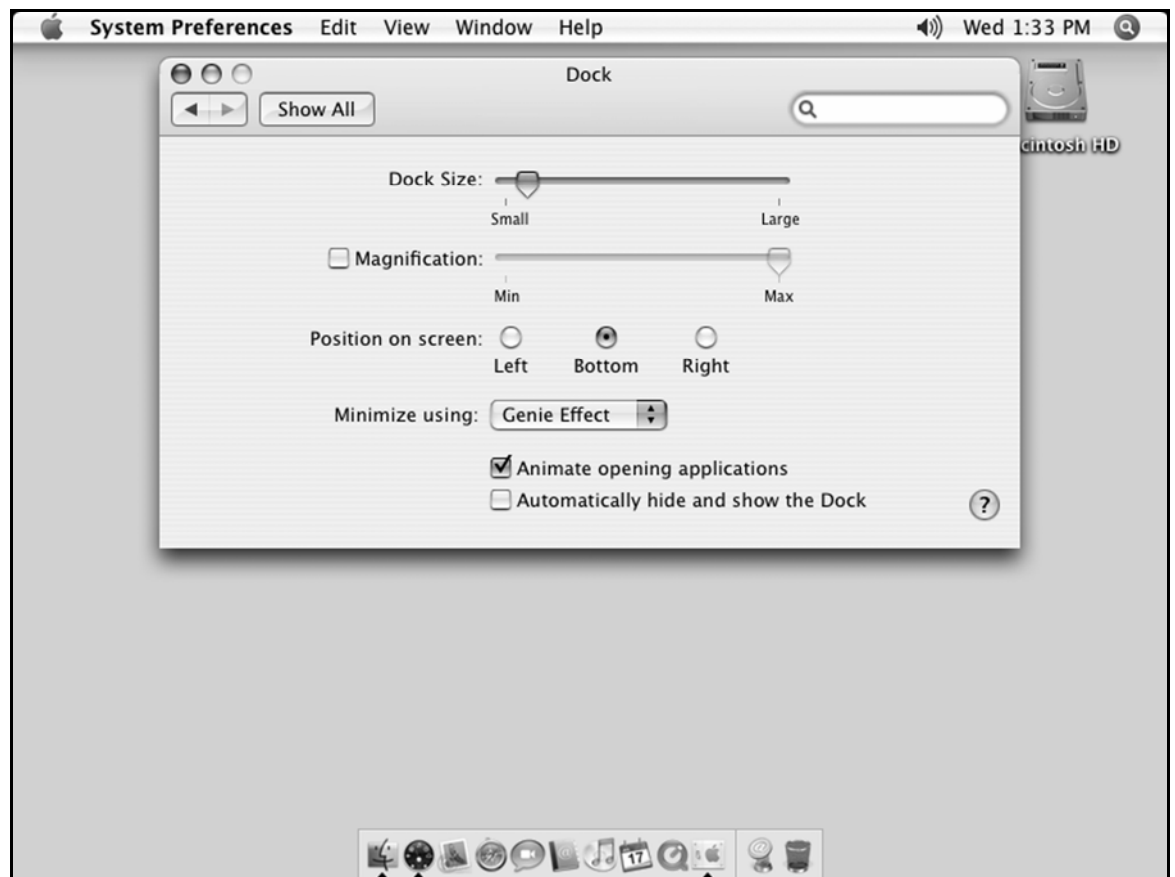 System Preferences Edit View Window Help Wed 1:33 PM
Dock
Show All
cintosh HD
Dock Size:
Small Large
Magnification:
Min Max
Position on screen:
Left Bottom Right
Minimize using: Genie Effect
Animate opening applications
Automatically hide and show the Dock
?
17